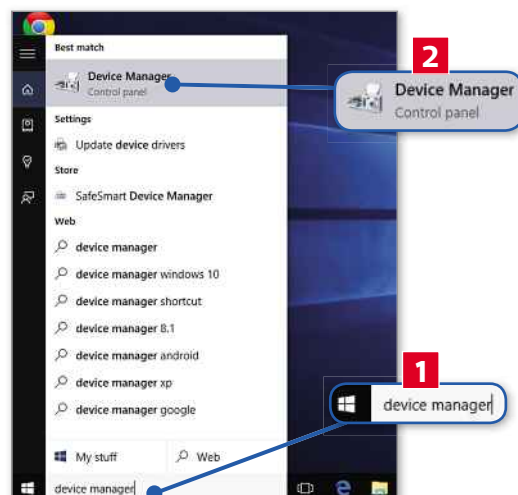 Best match
Device Manager
Control panel
Settings
Update device drivers
Store
SafeSmart Device Manager
Web
device manager
device manager windows 10
device manager shortcut
device manager 8.1
device manager android
device manager xp
device manager google
My stuff
Web
device manager
2
Device Manager
Control panel
1
device manager